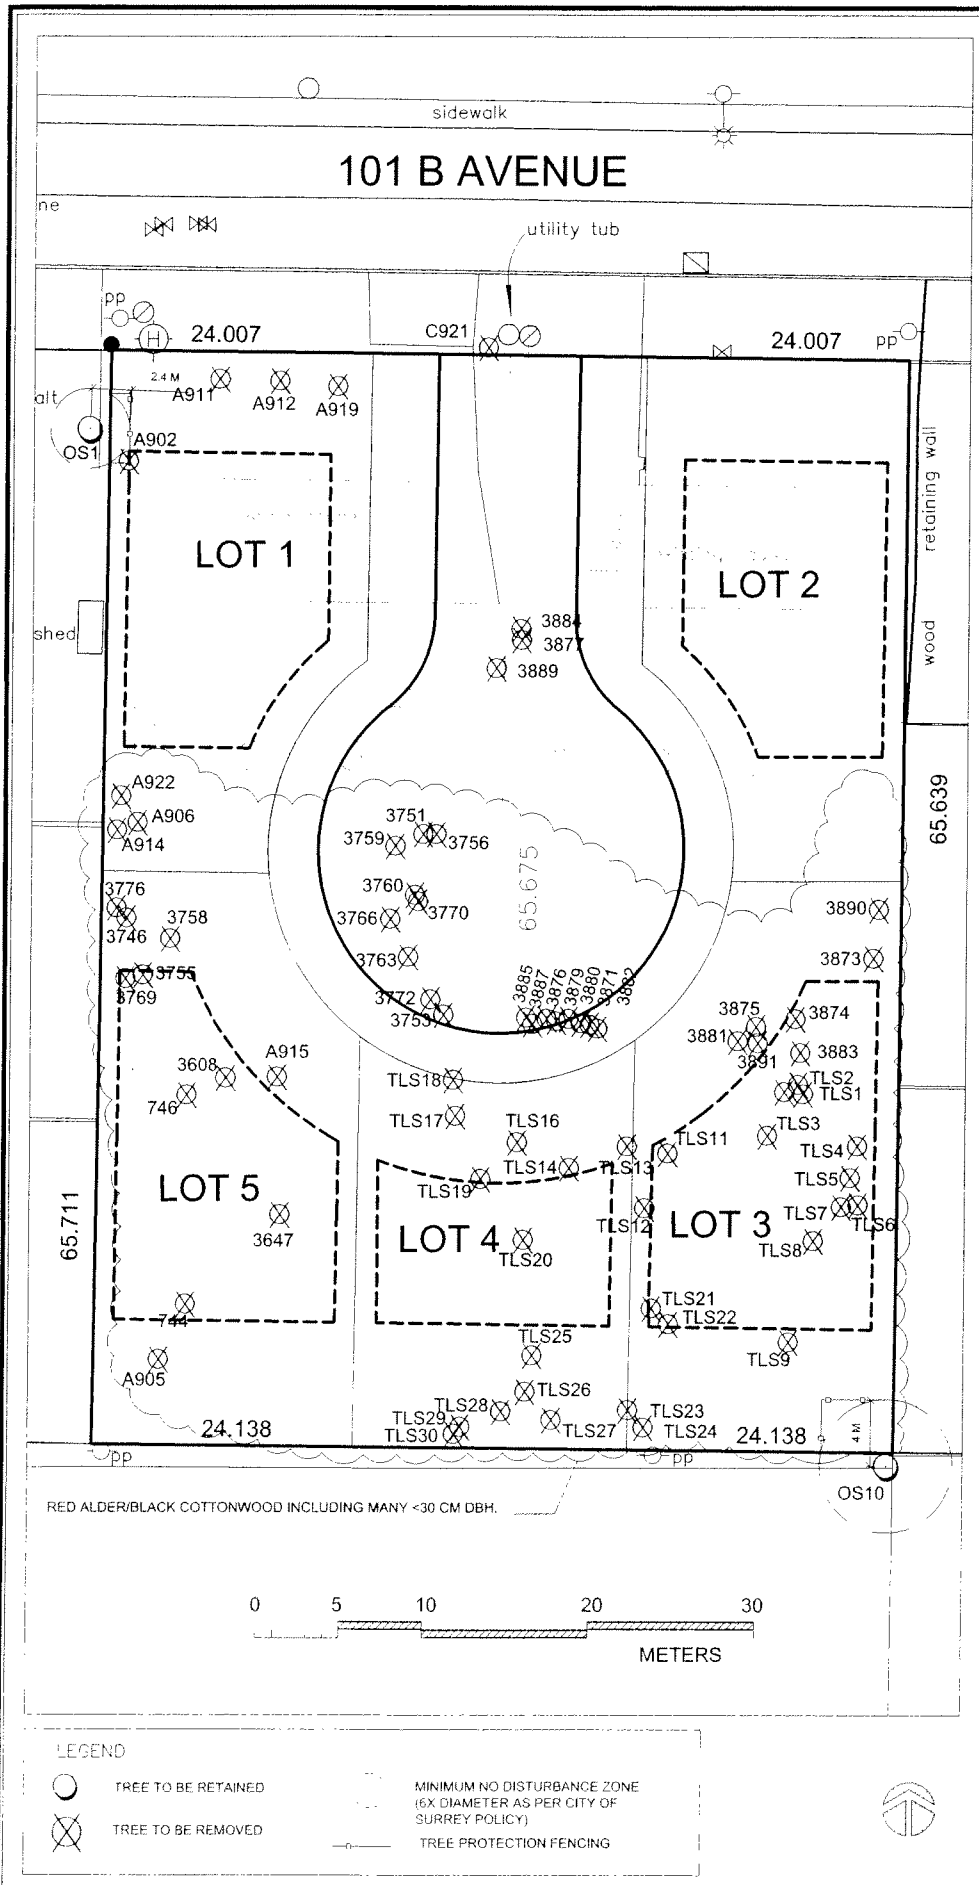 sidewalk
101 B AVENUE
ne
utility tub
pp
H
24.007
C921
24.007
pp
2.4 M
A911
A912
A919
alt
OS1
A902
retaining wall
wood
LOT 1
LOT 2
shed
3884
3877
3889
A922
A906
A914
3751
3759
3756
65.675
65.639
3760
3770
3766
3776
3746
3758
3763
3890
3873
3755
3769
3772
3753
3885
3887
3876
3879
3880
3871
3882
3875
3874
3881
3891
3883
3608
A915
746
TLS18
TLS17
TLS16
TLS2
TLS1
TLS3
TLS4
TLS11
TLS14
TLS13
TLS5
TLS19
LOT 5
TLS12
TLS7
TLS6
65.711
3647
LOT 4
TLS20
LOT 3
TLS8
744
TLS21
TLS22
TLS25
TLS9
A905
TLS26
TLS28
TLS23
TLS29
TLS27
TLS24
TLS30
24.138
24.138
4 M
pp
pp
OS10
RED ALDER/BLACK COTTONWOOD INCLUDING MANY <30 CM DBH.
0 5 10 20 30
METERS
LEGEND
TREE TO BE RETAINED
TREE TO BE REMOVED
MINIMUM NO DISTURBANCE ZONE
(6X DIAMETER AS PER CITY OF
SURREY POLICY)
TREE PROTECTION FENCING